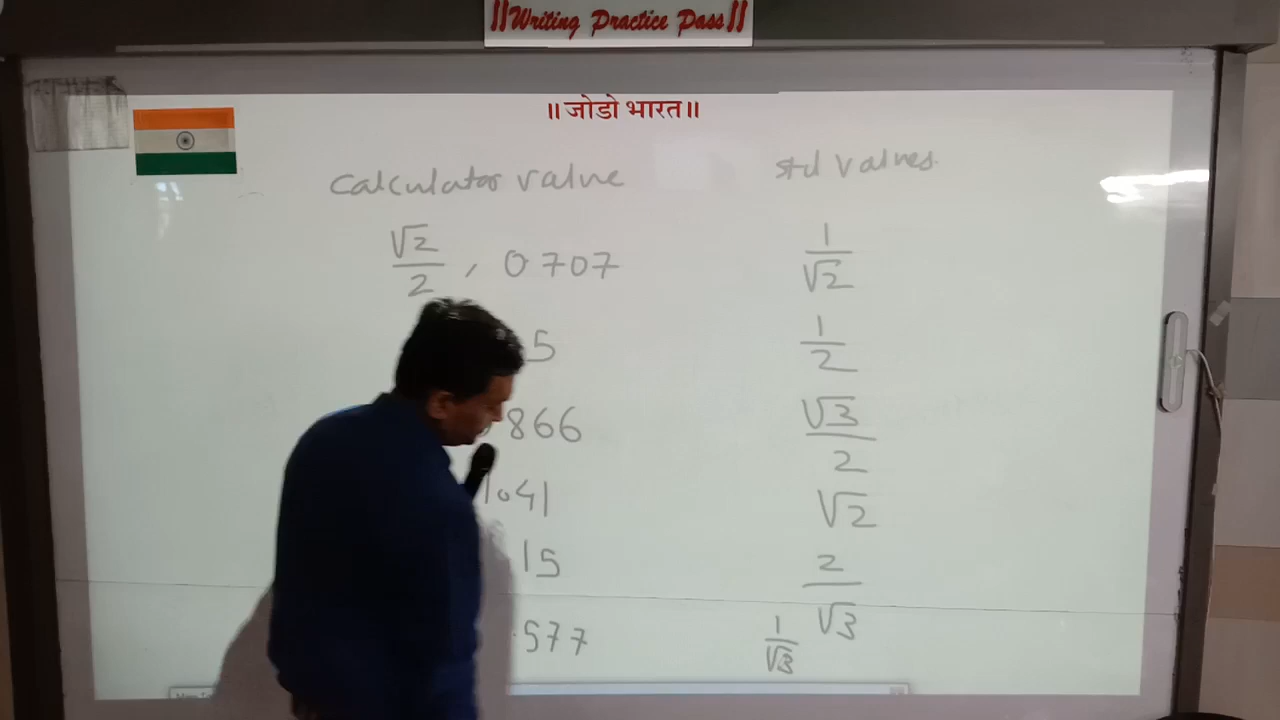 ||Writing Practice Pass||
॥ जोडो भारत॥
Calculator value std values.
√2/2 , 0 707 1/√2
5 1/2
866 √3/2
1.41 √2
15 2/√3
.577 1/√3